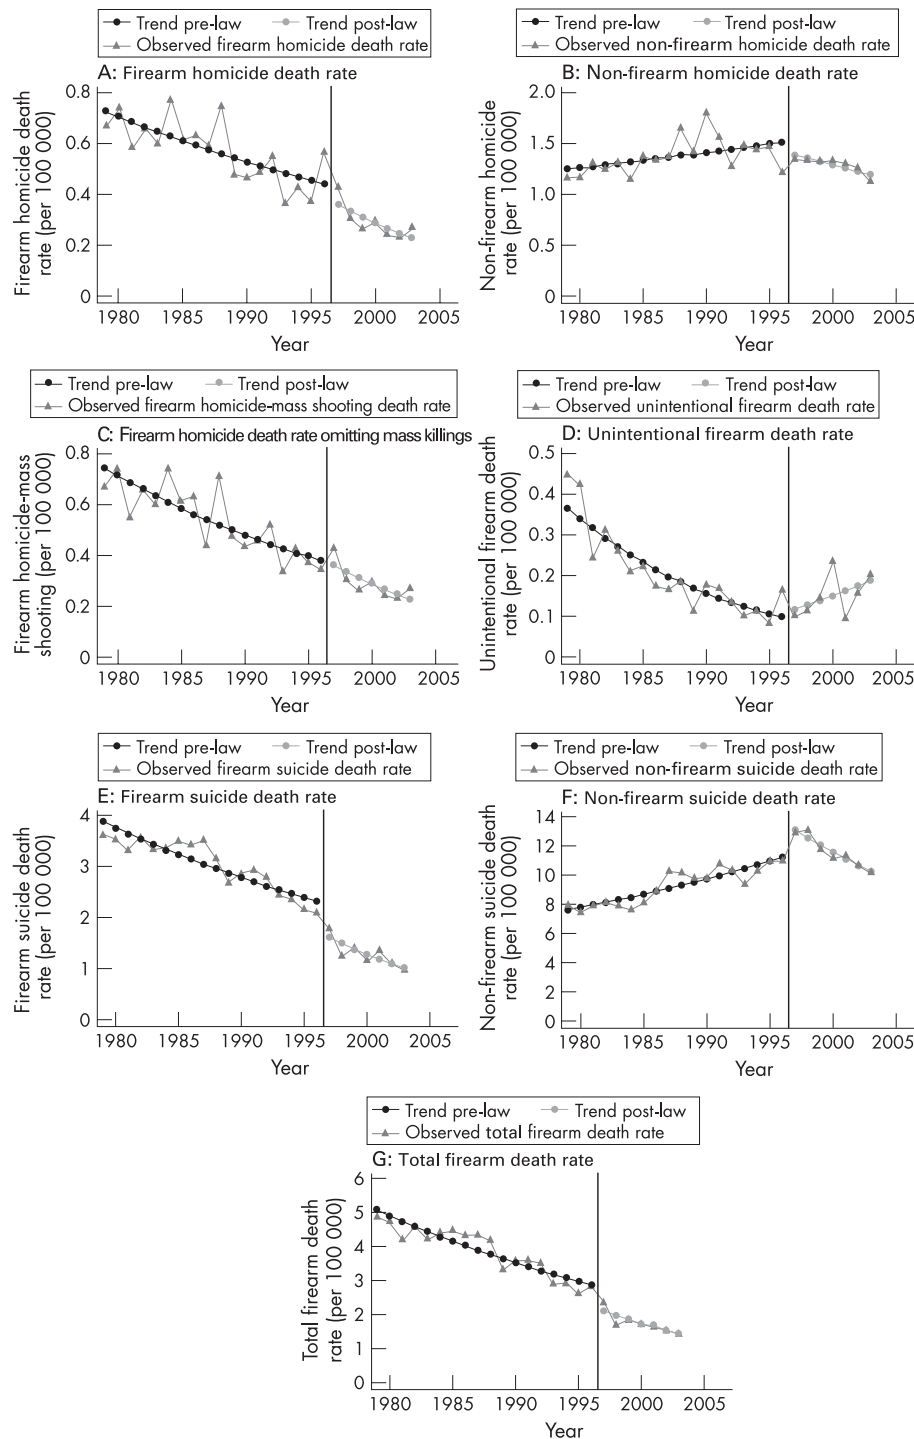 Trend pre-law Trend post-law
Observed firearm homicide death rate
A: Firearm homicide death rate
Firearm homicide death
rate (per 100 000)
0.8
0.6
0.4
0.2
0
1980 1985 1990 1995 2000 2005
Year
Trend pre-law Trend post-law
Observed non-firearm homicide death rate
B: Non-firearm homicide death rate
Non-firearm homicide
rate (per 100 000)
2.0
1.5
1.0
0.5
0
1980 1985 1990 1995 2000 2005
Year
Trend pre-law Trend post-law
Observed firearm homicide-mass shooting death rate
C: Firearm homicide death rate omitting mass killings
Firearm homicide-mass
shooting (per 100 000)
0.8
0.6
0.4
0.2
0
1980 1985 1990 1995 2000 2005
Year
Trend pre-law Trend post-law
Observed unintentional firearm death rate
D: Unintentional firearm death rate
Unintentional firearm death
rate (per 100 000)
0.5
0.4
0.3
0.2
0.1
0
1980 1985 1990 1995 2000 2005
Year
Trend pre-law Trend post-law
Observed firearm suicide death rate
E: Firearm suicide death rate
Firearm suicide death
rate (per 100 000)
4
3
2
1
0
1980 1985 1990 1995 2000 2005
Year
Trend pre-law Trend post-law
Observed non-firearm suicide death rate
F: Non-firearm suicide death rate
Non-firearm suicide death
rate (per 100 000)
14
12
10
8
6
4
2
0
1980 1985 1990 1995 2000 2005
Year
Trend pre-law Trend post-law
Observed total firearm death rate
G: Total firearm death rate
Total firearm death
rate (per 100 000)
6
5
4
3
2
1
0
1980 1985 1990 1995 2000 2005
Year